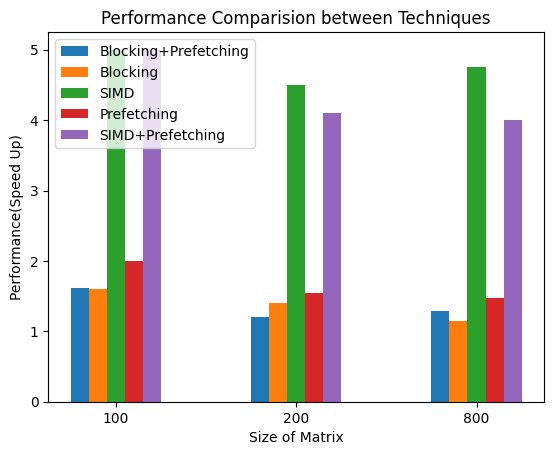 Performance Comparision between Techniques
Performance(Speed Up)
5
4
3
2
1
0
Blocking+Prefetching
Blocking
SIMD
Prefetching
SIMD+Prefetching
100 200 800
Size of Matrix